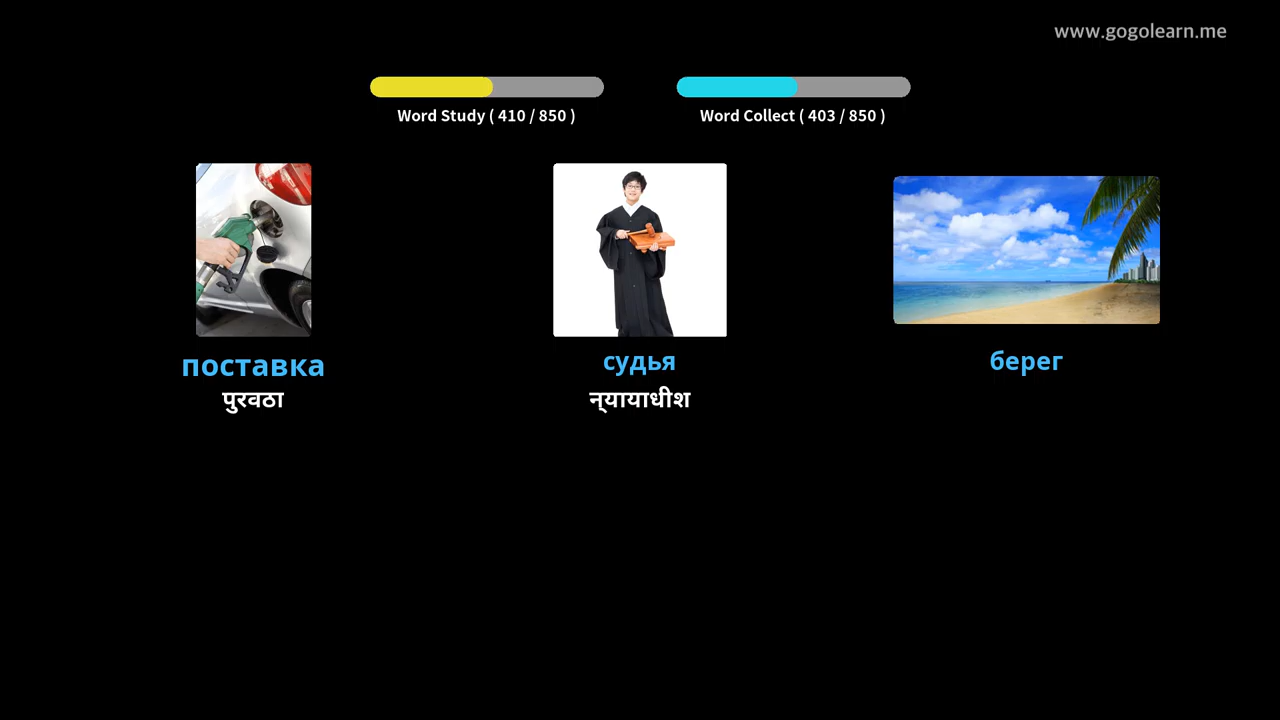 www.gogolearn.me
Word Study ( 410 / 850 )
Word Collect ( 403 / 850 )
поставка
पुरवठा
судья
न्यायाधीश
берег